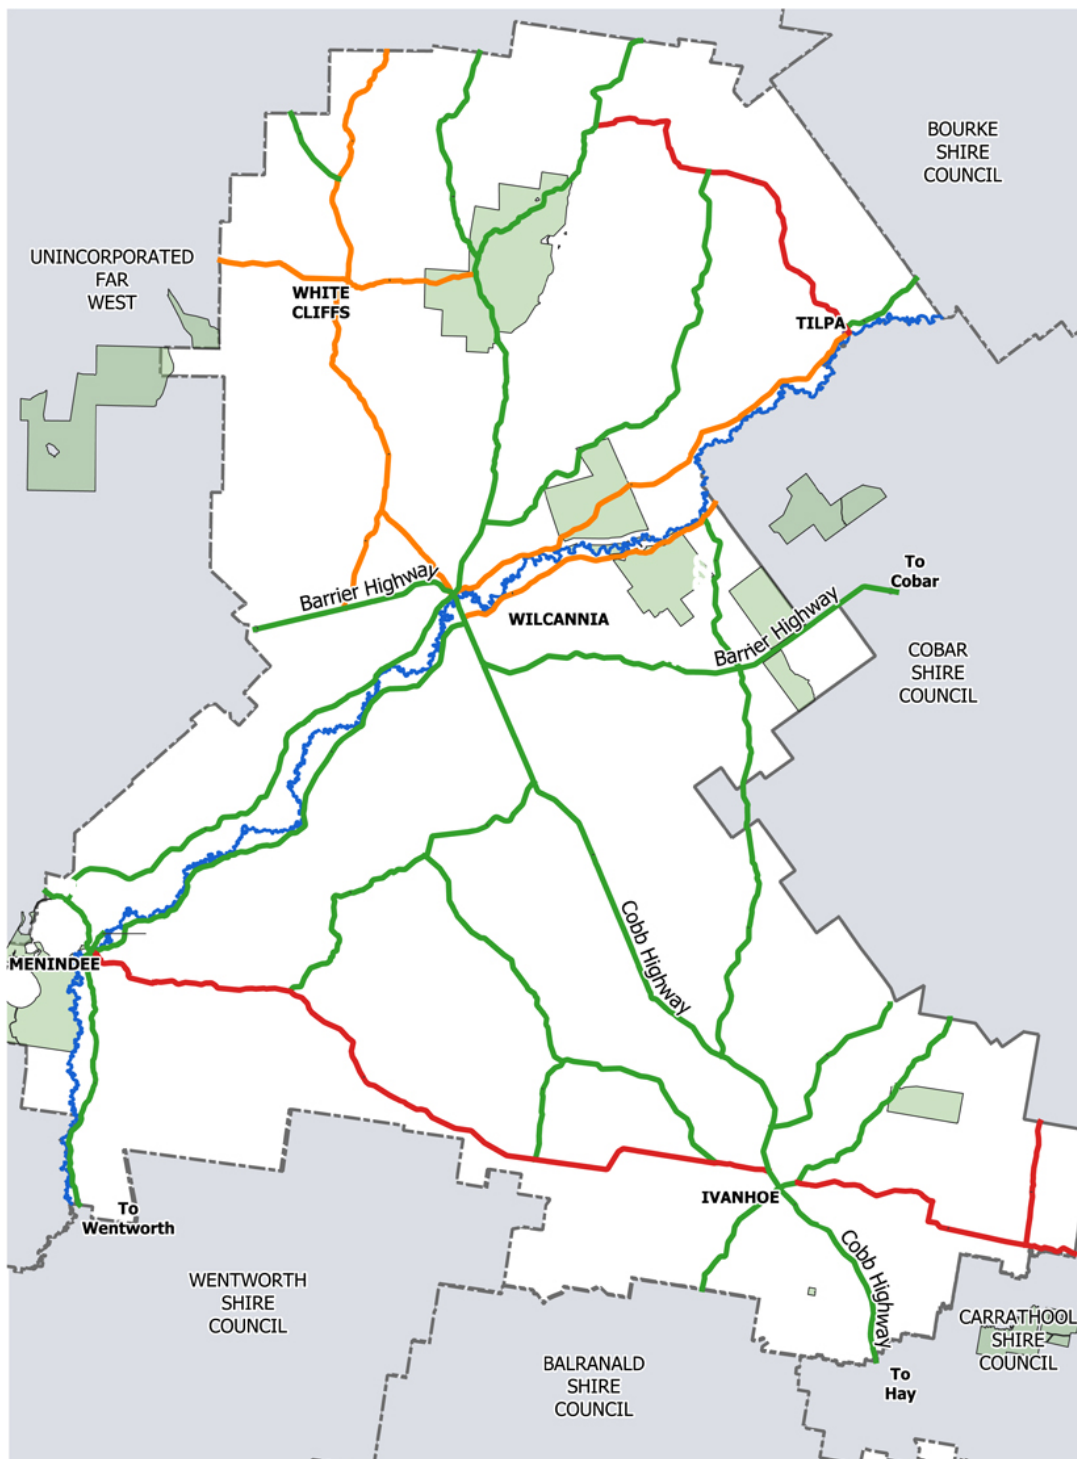 BOURKE
SHIRE
COUNCIL
UNINCORPORATED
FAR
WEST
WHITE
CLIFFS
TILPA
To
Cobar
Barrier Highway
WILCANNIA
Barrier Highway
COBAR
SHIRE
COUNCIL
Cobb Highway
MENINDEE
IVANHOE
To
Wentworth
Cobb Highway
WENTWORTH
SHIRE
COUNCIL
CARRATHOOL
SHIRE
COUNCIL
BALRANALD
SHIRE
COUNCIL
To
Hay